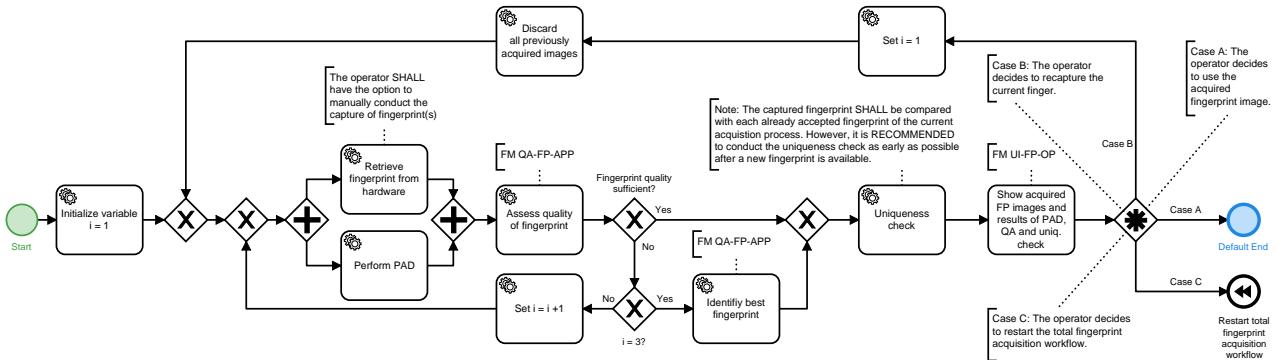 Discard
all previously
acquired images
Set i = 1
Case B: The operator
decides to recapture the
current finger.
Case A: The
operator decides
to use the
acquired
fingerprint image.
The operator SHALL
have the option to
manually conduct the
capture of fingerprint(s)
Note: The captured fingerprint SHALL be compared
with each already accepted fingerprint of the current
acquistion process. However, it is RECOMMENDED
to conduct the uniqueness check as early as possible
after a new fingerprint is available.
Case B
FM QA-FP-APP
FM UI-FP-OP
Retrieve
fingerprint from
hardware
Fingerprint quality
sufficient?
Start
Initialize variable
i = 1
X
X
Assess quality
of fingerprint
X
Yes
X
Uniqueness
check
Show acquired
FP images and
results of PAD,
QA and uniq.
check
Case A
Default End
No
FM QA-FP-APP
Perform PAD
Set i = i +1
No
X
Yes
i = 3?
Identifiy best
fingerprint
Case C
Case C: The operator decides
to restart the total fingerprint
acquisition workflow.
Restart total
fingerprint
acquisition
workflow